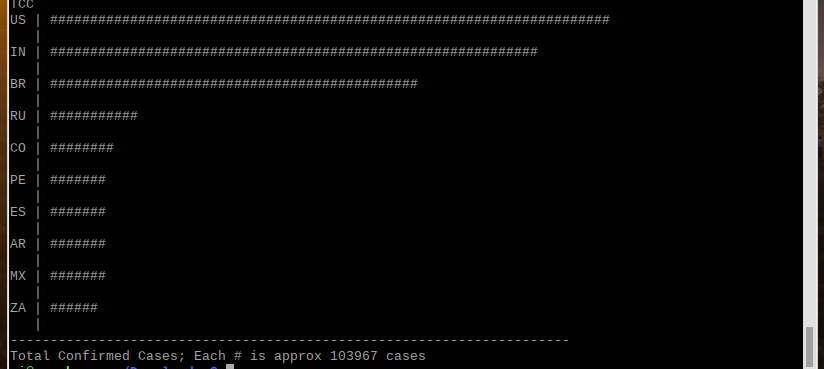 TCC
US | ######################################################################
|
IN | #############################################################
|
BR | ##############################################
|
RU | ###########
|
CO | ########
|
PE | #######
|
ES | #######
|
AR | #######
|
MX | #######
|
ZA | ######
|
----------------------------------------------------------------------
Total Confirmed Cases; Each # is approx 103967 cases